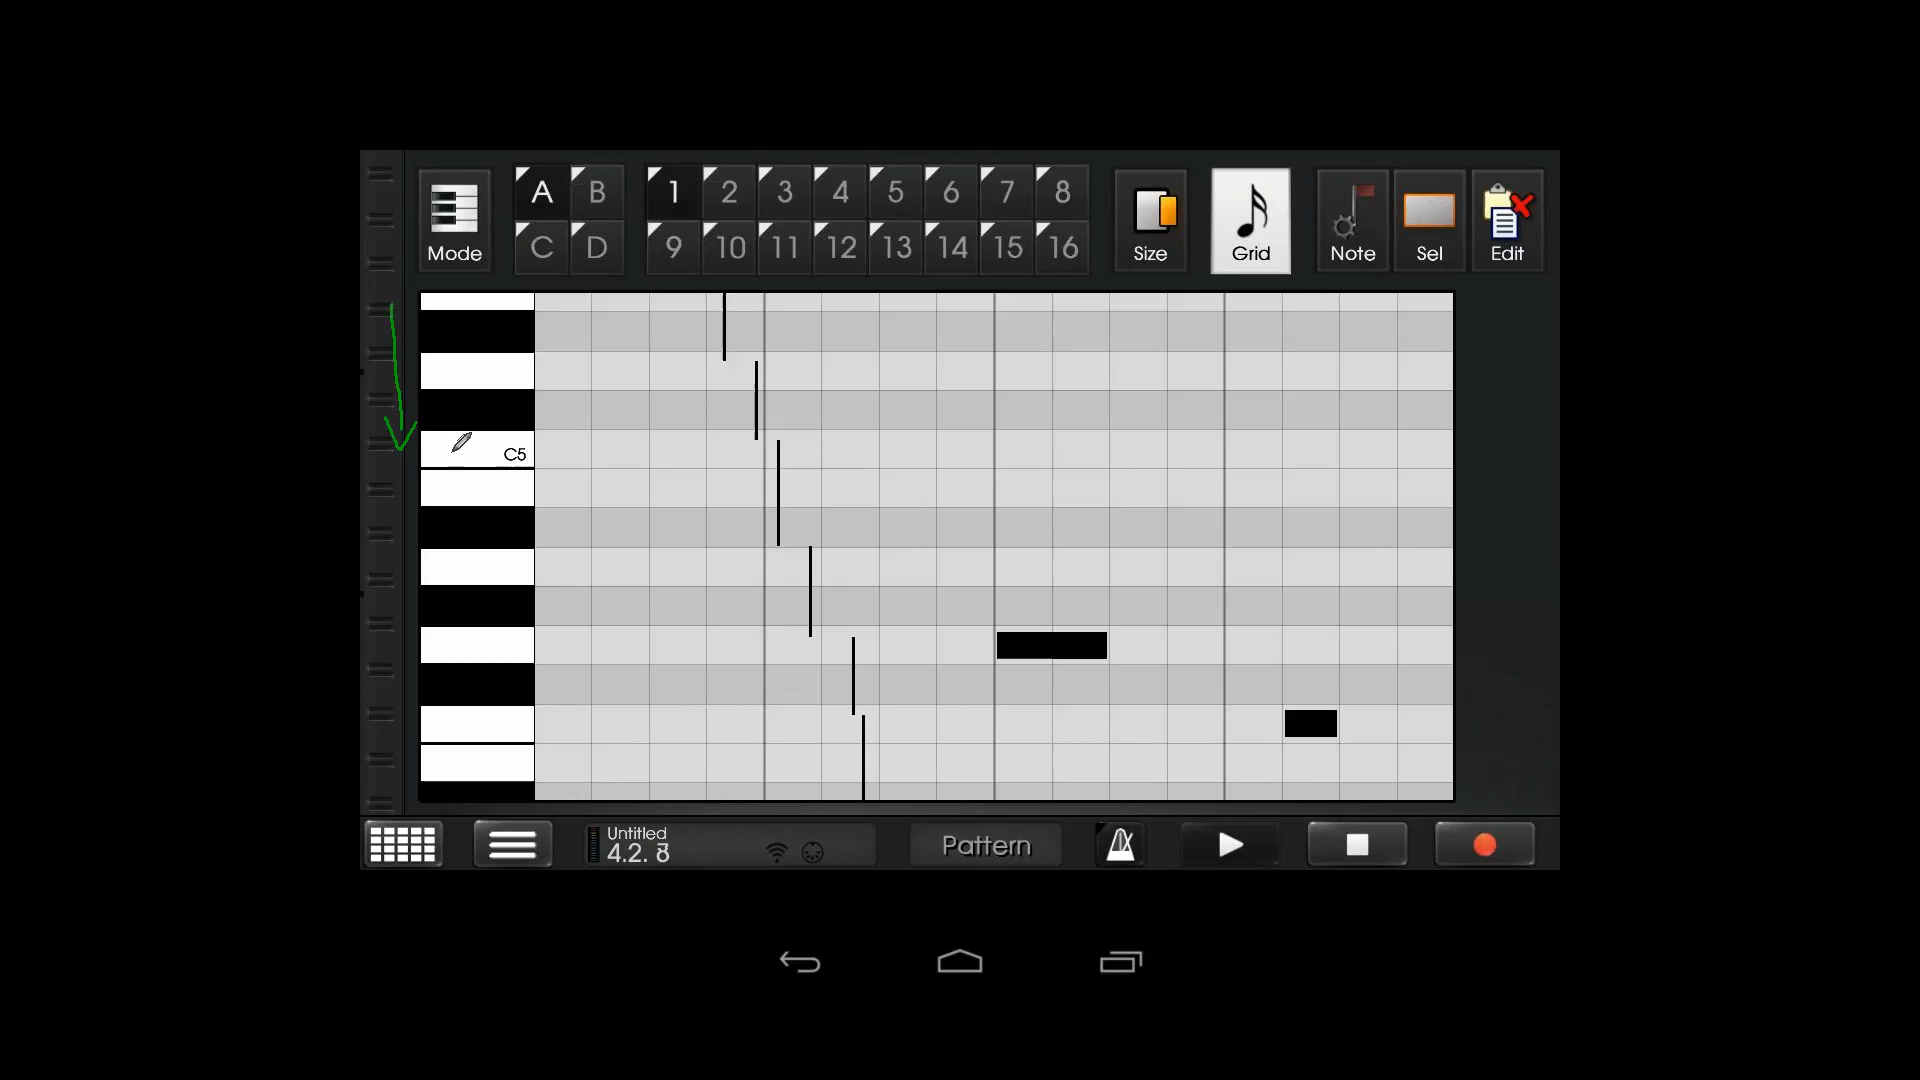 Mode
A B
C D
1 2 3 4 5 6 7 8
9 10 11 12 13 14 15 16
Size
Grid
Note
Sel
Edit
C5
Untitled
4.2. 8
Pattern